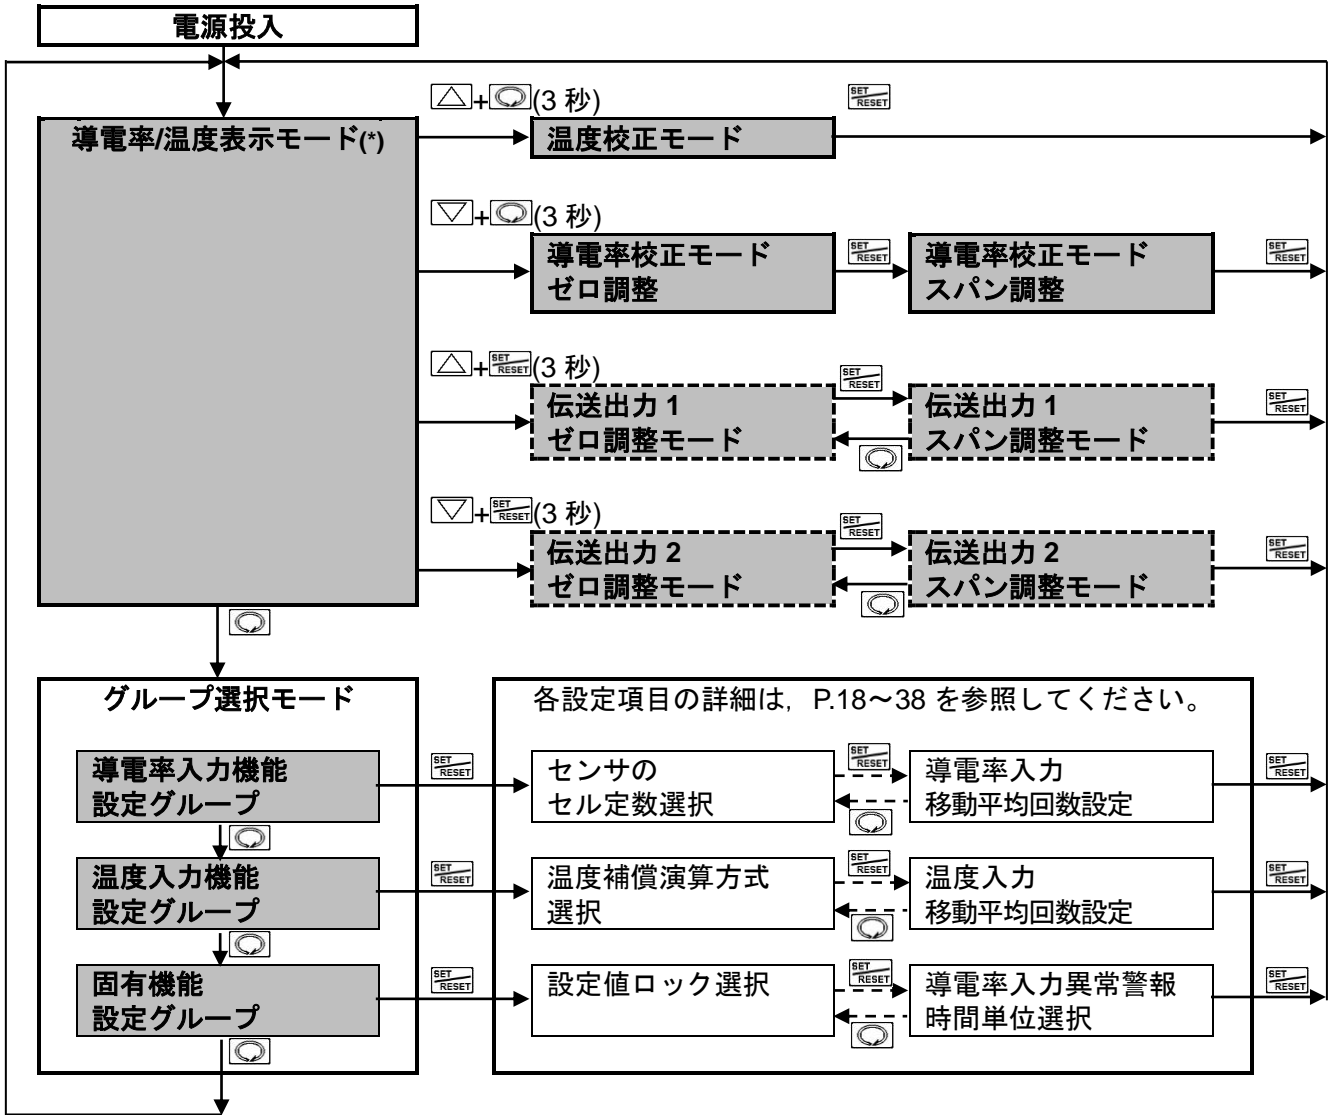 電源投入
+ (3 秒)
SET RESET
導電率/温度表示モード(*)
温度校正モード
+ (3 秒)
導電率校正モード
ゼロ調整
SET RESET
導電率校正モード
スパン調整
SET RESET
+ SET RESET (3 秒)
伝送出力 1
ゼロ調整モード
SET RESET
伝送出力 1
スパン調整モード
SET RESET
+ SET RESET (3 秒)
伝送出力 2
ゼロ調整モード
SET RESET
伝送出力 2
スパン調整モード
SET RESET
グループ選択モード
各設定項目の詳細は，P.18～38 を参照してください。
導電率入力機能
設定グループ
SET RESET
センサの
セル定数選択
SET RESET
導電率入力
移動平均回数設定
SET RESET
温度入力機能
設定グループ
SET RESET
温度補償演算方式
選択
SET RESET
温度入力
移動平均回数設定
SET RESET
固有機能
設定グループ
SET RESET
設定値ロック選択
SET RESET
導電率入力異常警報
時間単位選択
SET RESET